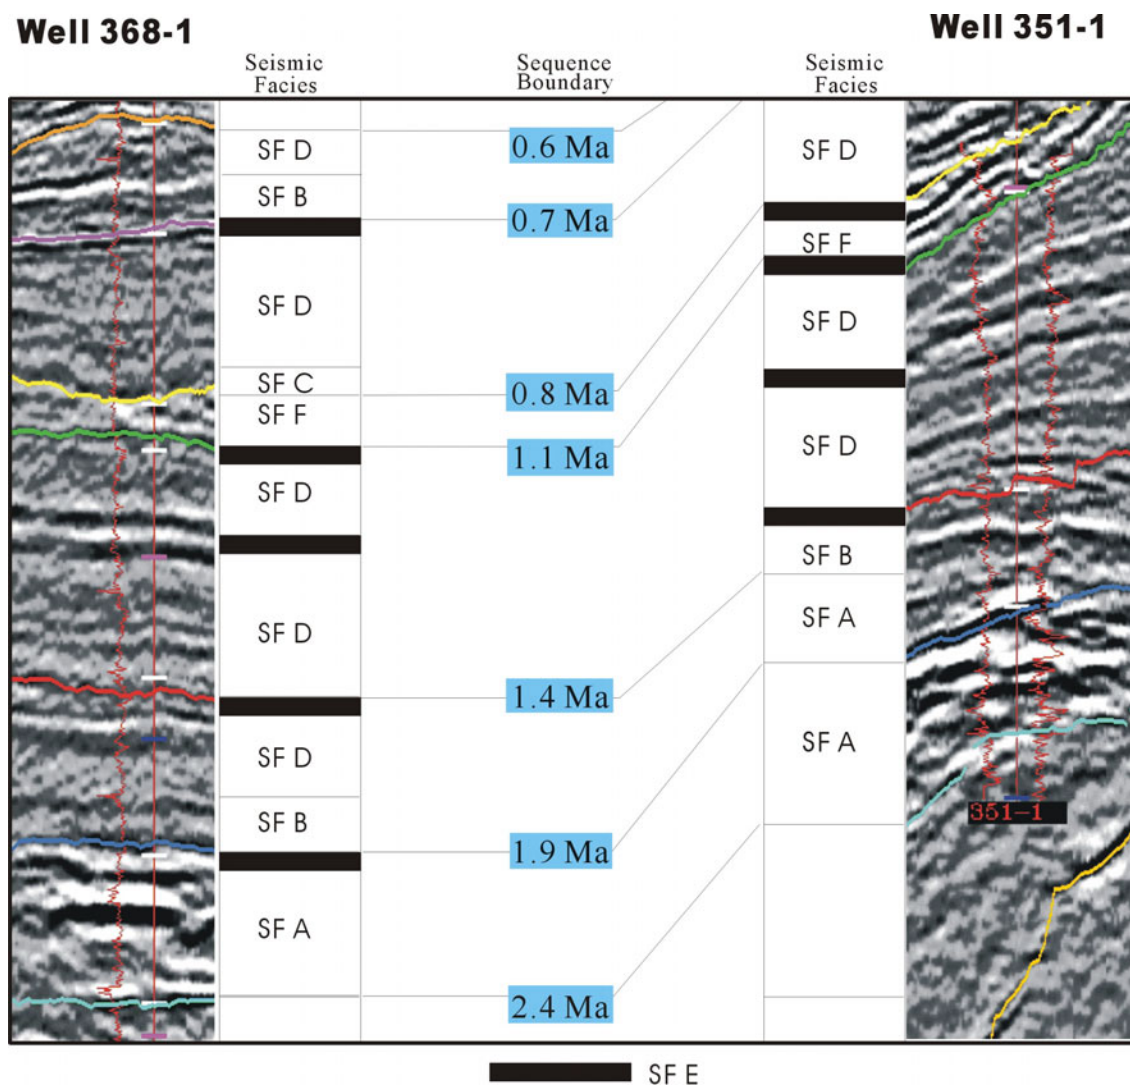 Well 368-1
Well 351-1
Seismic
Facies
Sequence
Boundary
Seismic
Facies
SF D
SF B
SF D
SF C
SF F
SF D
SF D
SF D
SF B
SF A
0.6 Ma
0.7 Ma
0.8 Ma
1.1 Ma
1.4 Ma
1.9 Ma
2.4 Ma
SF D
SF F
SF D
SF D
SF B
SF A
SF A
351-1
SF E